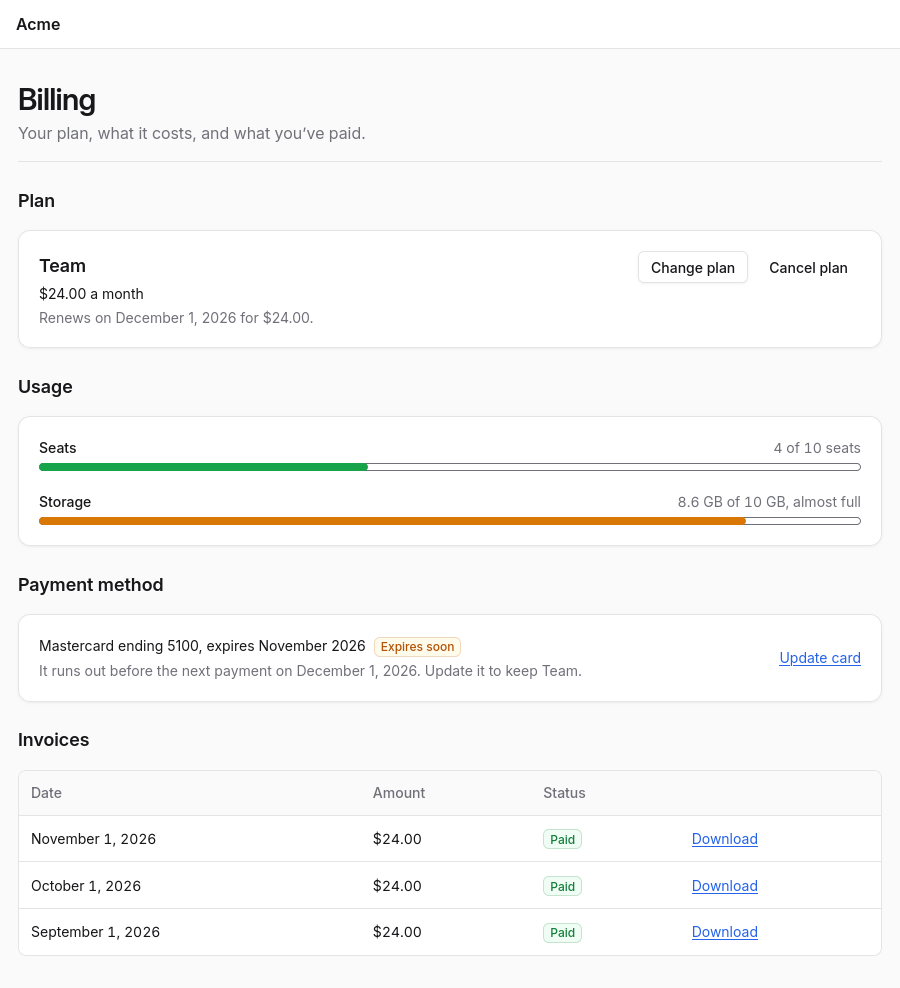 Acme
Billing
Your plan, what it costs, and what you’ve paid.
Plan
Team
Change plan
Cancel plan
$24.00 a month
Renews on December 1, 2026 for $24.00.
Usage
Seats
4 of 10 seats
Storage
8.6 GB of 10 GB, almost full
Payment method
Mastercard ending 5100, expires November 2026 Expires soon
It runs out before the next payment on December 1, 2026. Update it to keep Team.
Update card
Invoices
Date Amount Status
November 1, 2026 $24.00 Paid Download
October 1, 2026 $24.00 Paid Download
September 1, 2026 $24.00 Paid Download